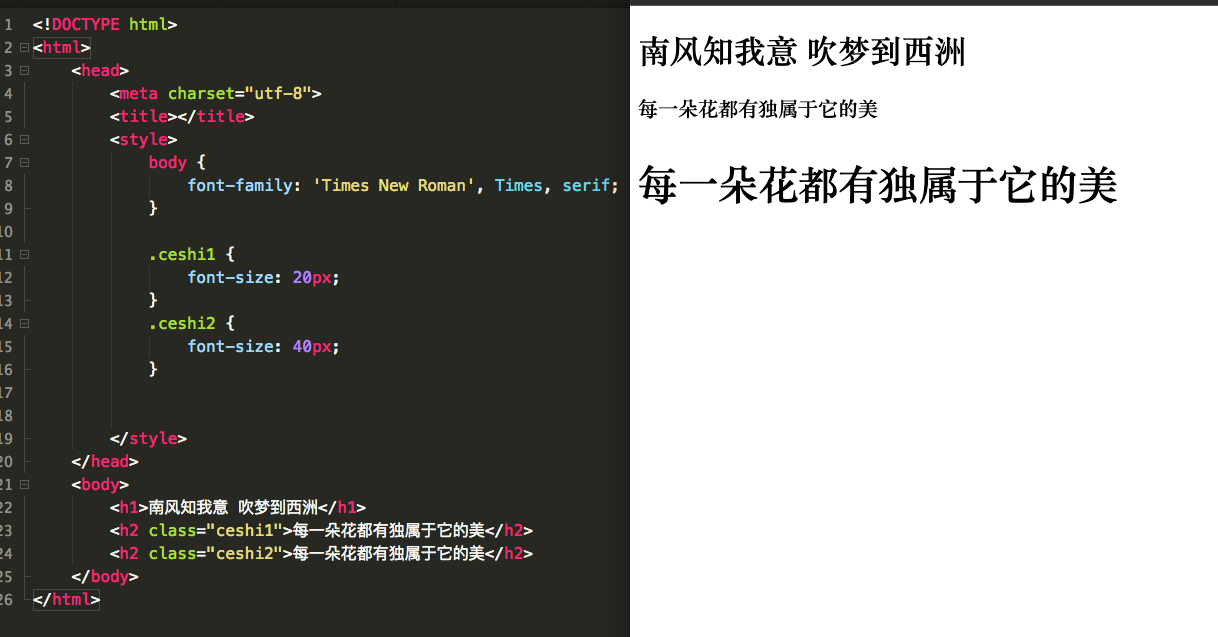 1 <!DOCTYPE html>
2 <html>
3 <head>
4 <meta charset="utf-8">
5 <title></title>
6 <style>
7 body {
8 font-family: 'Times New Roman', Times, serif;
9 }
10
11 .ceshi1 {
12 font-size: 20px;
13 }
14 .ceshi2 {
15 font-size: 40px;
16 }
17
18
19 </style>
20 </head>
21 <body>
22 <h1>南风知我意 吹梦到西洲</h1>
23 <h2 class="ceshi1">每一朵花都有独属于它的美</h2>
24 <h2 class="ceshi2">每一朵花都有独属于它的美</h2>
25 </body>
26 </html>
南风知我意 吹梦到西洲
每一朵花都有独属于它的美
每一朵花都有独属于它的美